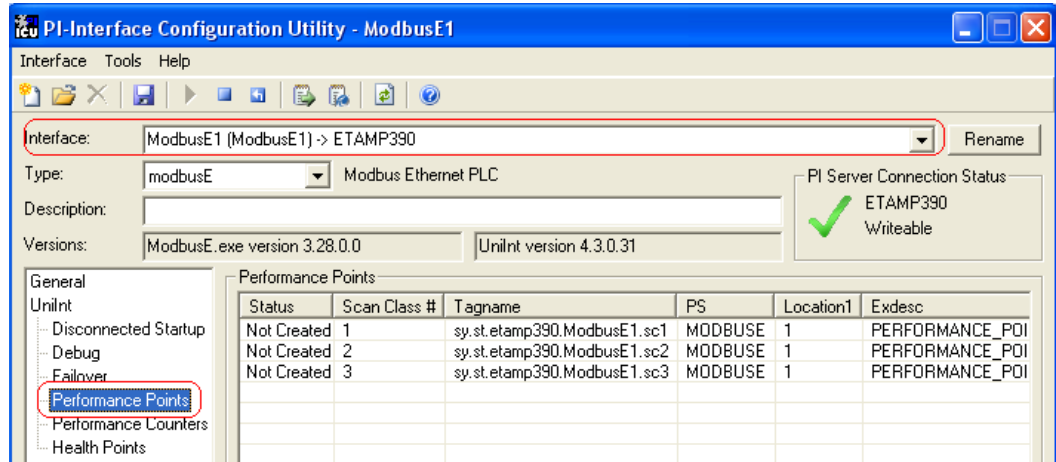 PI-Interface Configuration Utility - ModbusE1
Interface Tools Help
Interface: ModbusE1 (ModbusE1) -> ETAMP390 Rename
Type: modbusE Modbus Ethernet PLC
Description:
Versions: ModbusE.exe version 3.28.0.0 UniInt version 4.3.0.31
PI Server Connection Status
ETAMP390
Writeable
General
UniInt
Disconnected Startup
Debug
Failover
Performance Points
Performance Counters
Health Points
Performance Points
Status Scan Class # Tagname PS Location1 Exdesc
Not Created 1 sy.st.etamp390.ModbusE1.sc1 MODBUSE 1 PERFORMANCE_POI
Not Created 2 sy.st.etamp390.ModbusE1.sc2 MODBUSE 1 PERFORMANCE_POI
Not Created 3 sy.st.etamp390.ModbusE1.sc3 MODBUSE 1 PERFORMANCE_POI